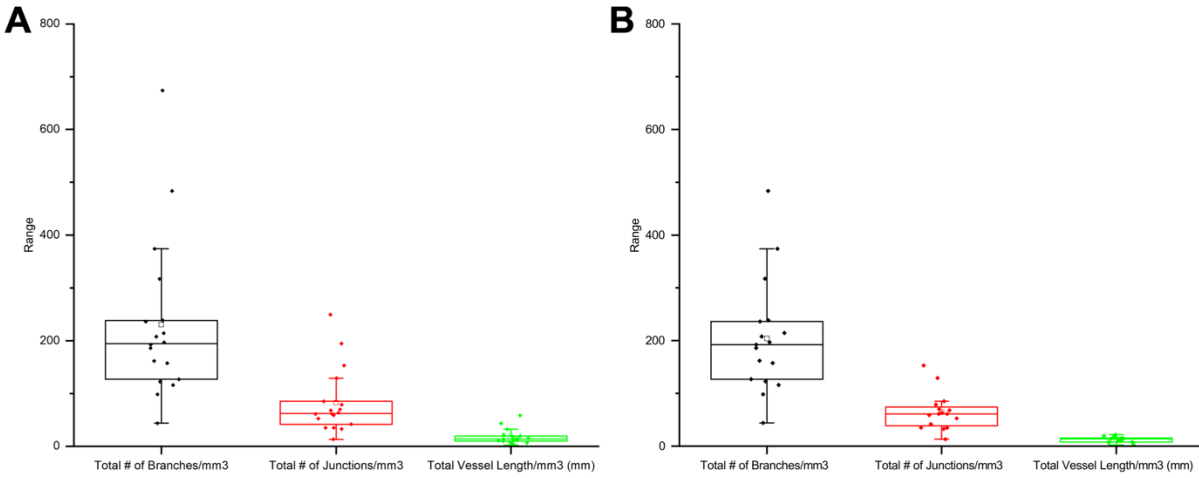 A
800
600
400
200
0
Range
Total # of Branches/mm3
Total # of Junctions/mm3
Total Vessel Length/mm3 (mm)
B
800
600
400
200
0
Range
Total # of Branches/mm3
Total # of Junctions/mm3
Total Vessel Length/mm3 (mm)